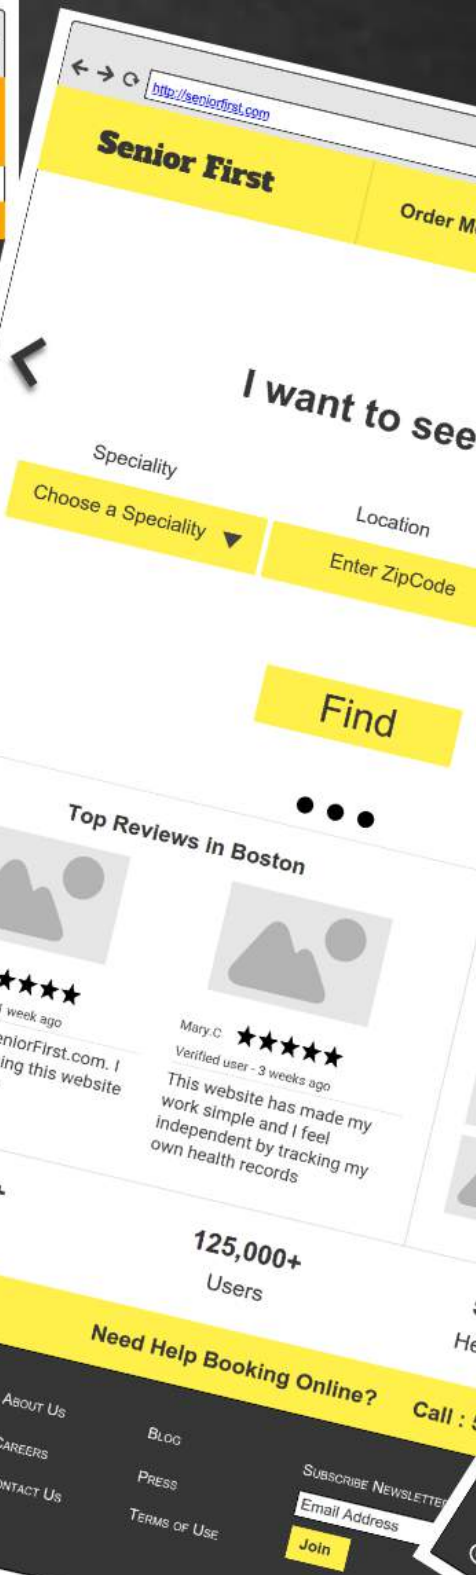 http://seniorfirst.com
Senior First
Order
I want to see
Speciality
Choose a Speciality
Location
Enter ZipCode
Find
Top Reviews in Boston
week ago
ing this website
Mary.C
Verified user - 3 weeks ago
This website has made my
work simple and I feel
independent by tracking my
own health records
125,000+
Users
Need Help Booking Online?
Call :
About Us
Blog
Careers
Press
Contact Us
Terms of Use
Subscribe Newsletter
Email Address
Join